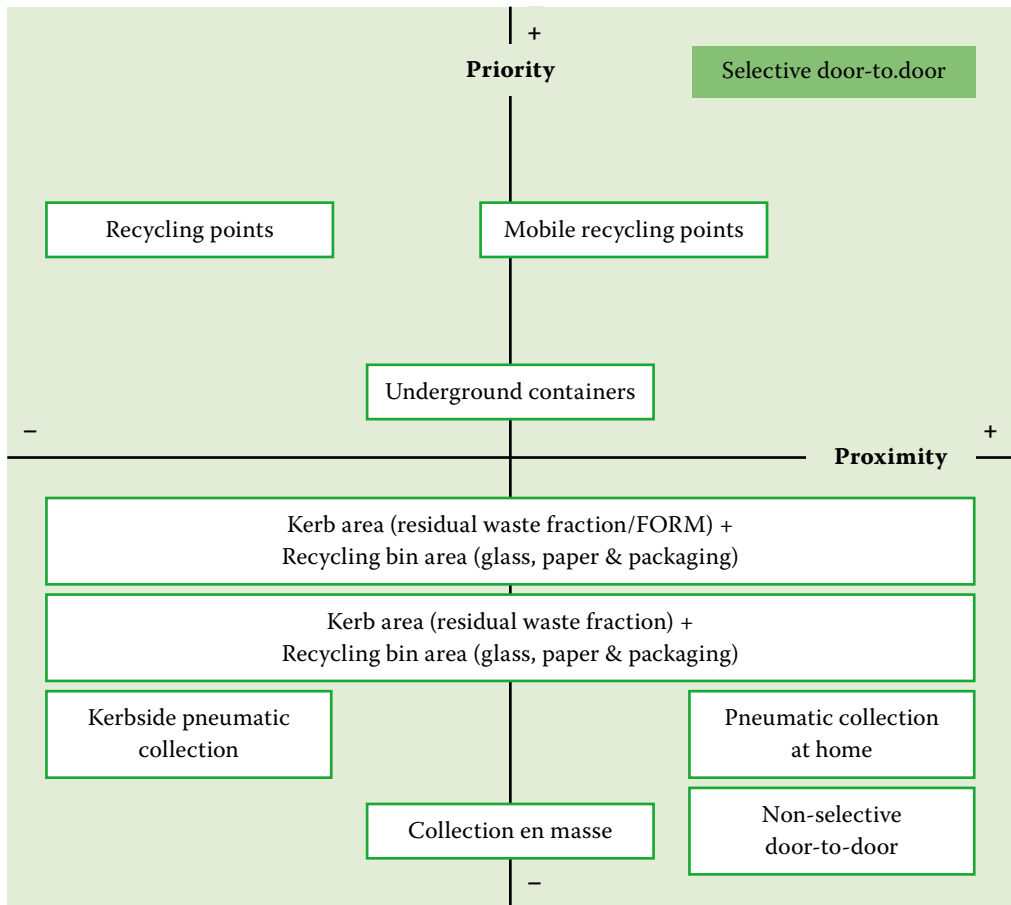 +
Priority
Selective door-to.door
Recycling points
Mobile recycling points
Underground containers
–
+
Proximity
Kerb area (residual waste fraction/FORM) +
Recycling bin area (glass, paper & packaging)
Kerb area (residual waste fraction) +
Recycling bin area (glass, paper & packaging)
Kerbside pneumatic
collection
Pneumatic collection
at home
Collection en masse
Non-selective
door-to-door
–